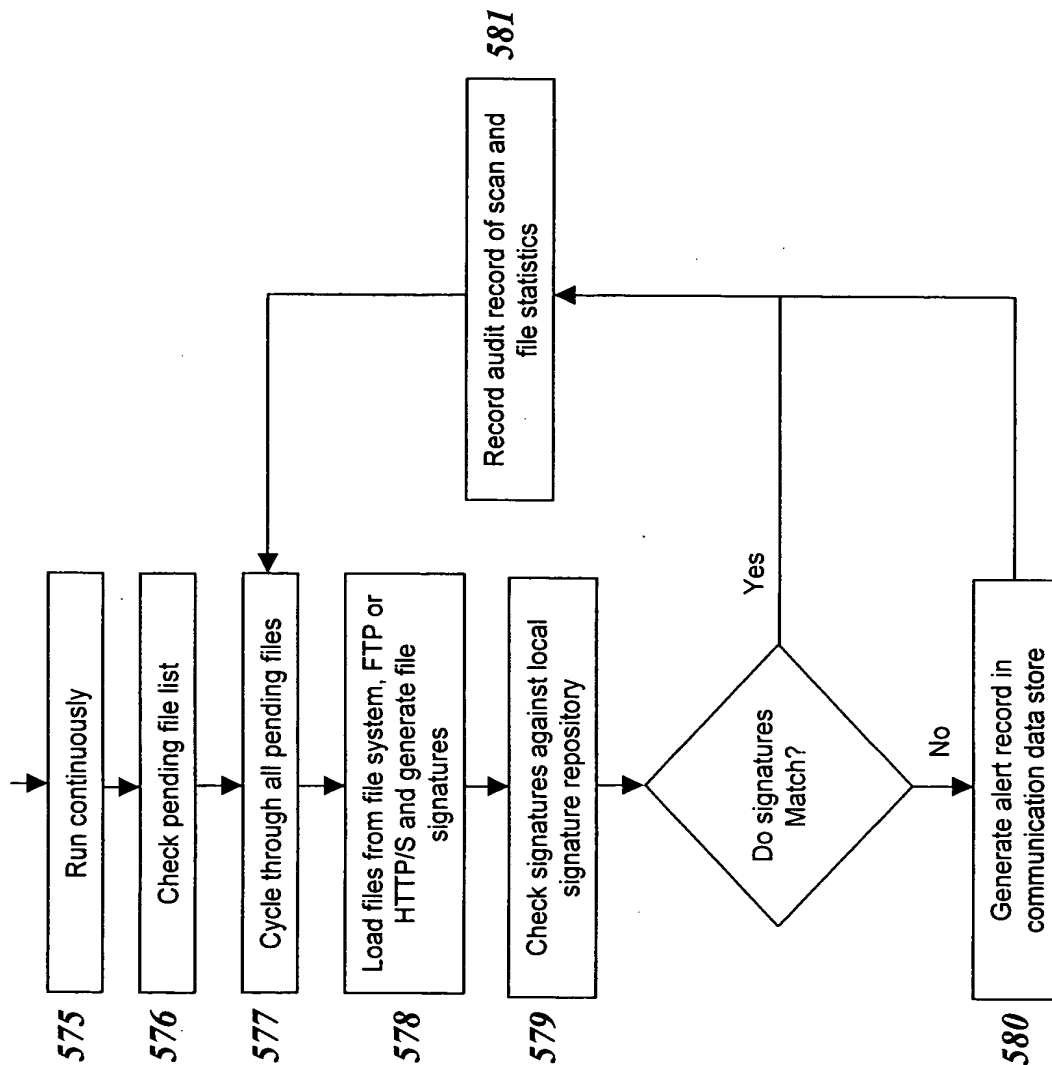 575
Run continuously
576
Check pending file list
577
Cycle through all pending files
578
Load files from file system, FTP or
HTTP/S and generate file
signatures
579
Check signatures against local
signature repository
Do signatures
Match?
Yes
No
580
Generate alert record in
communication data store
Record audit record of scan and
file statistics
581